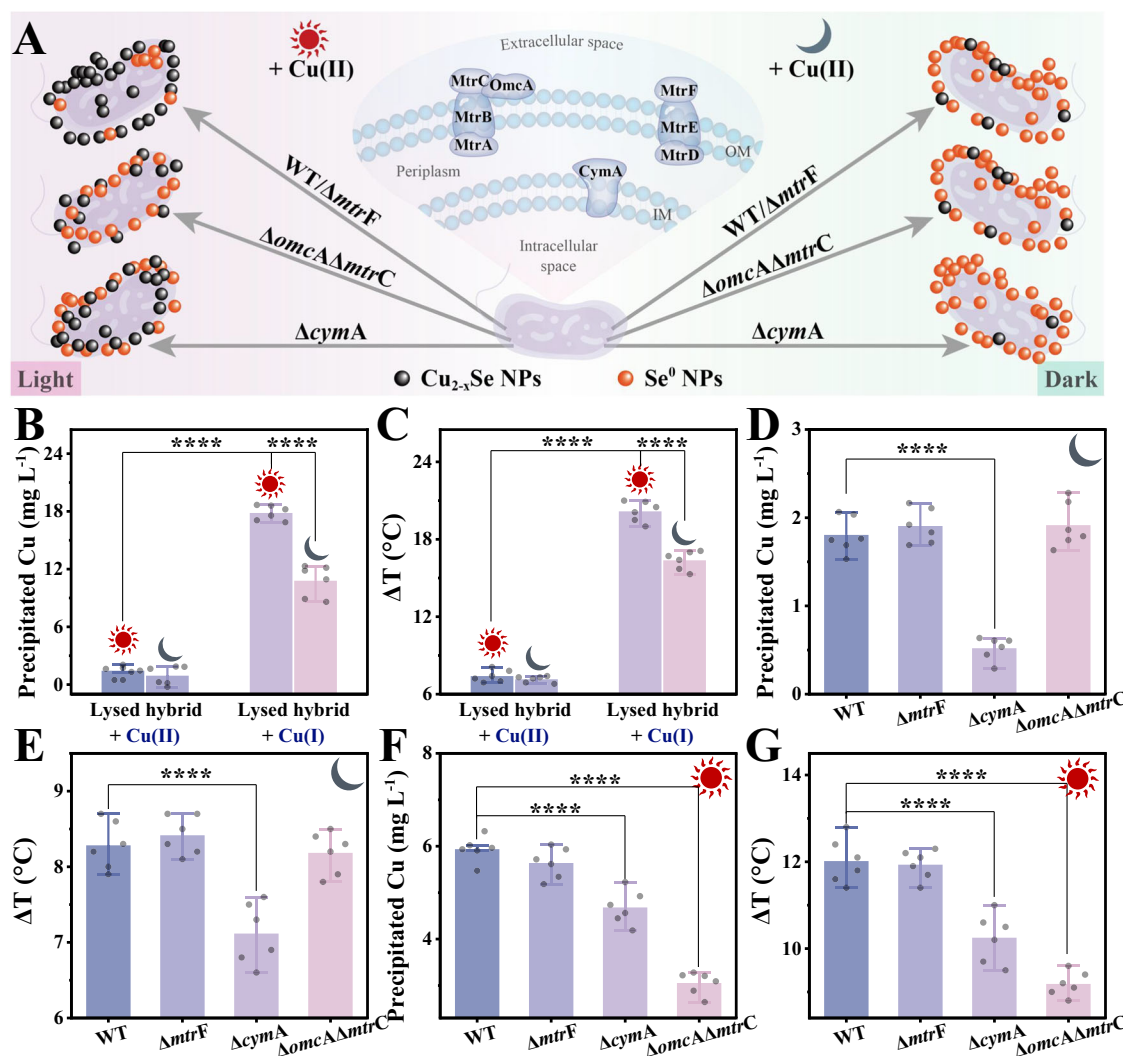 A
+ Cu(II)
Extracellular space
+ Cu(II)
MtrC OmcA
MtrF
MtrB
MtrE
MtrA
MtrD
OM
Periplasm
CymA
IM
Intracellular
space
WT/ΔmtrF
WT/ΔmtrF
ΔomcAΔmtrC
ΔomcAΔmtrC
ΔcymA
ΔcymA
Light
Cu2-xSe NPs
Se⁰ NPs
Dark
B
Precipitated Cu (mg L⁻¹)
24
18
12
6
0
****
****
Lysed hybrid
+ Cu(II)
Lysed hybrid
+ Cu(I)
C
ΔT (°C)
24
18
12
6
****
****
Lysed hybrid
+ Cu(II)
Lysed hybrid
+ Cu(I)
D
Precipitated Cu (mg L⁻¹)
3
2
1
0
****
WT
ΔmtrF
ΔcymA
ΔomcAΔmtrC
E
ΔT (°C)
9
8
7
6
****
WT
ΔmtrF
ΔcymA
ΔomcAΔmtrC
F
Precipitated Cu (mg L⁻¹)
8
6
4
****
****
WT
ΔmtrF
ΔcymA
ΔomcAΔmtrC
G
ΔT (°C)
14
12
10
****
****
WT
ΔmtrF
ΔcymA
ΔomcAΔmtrC